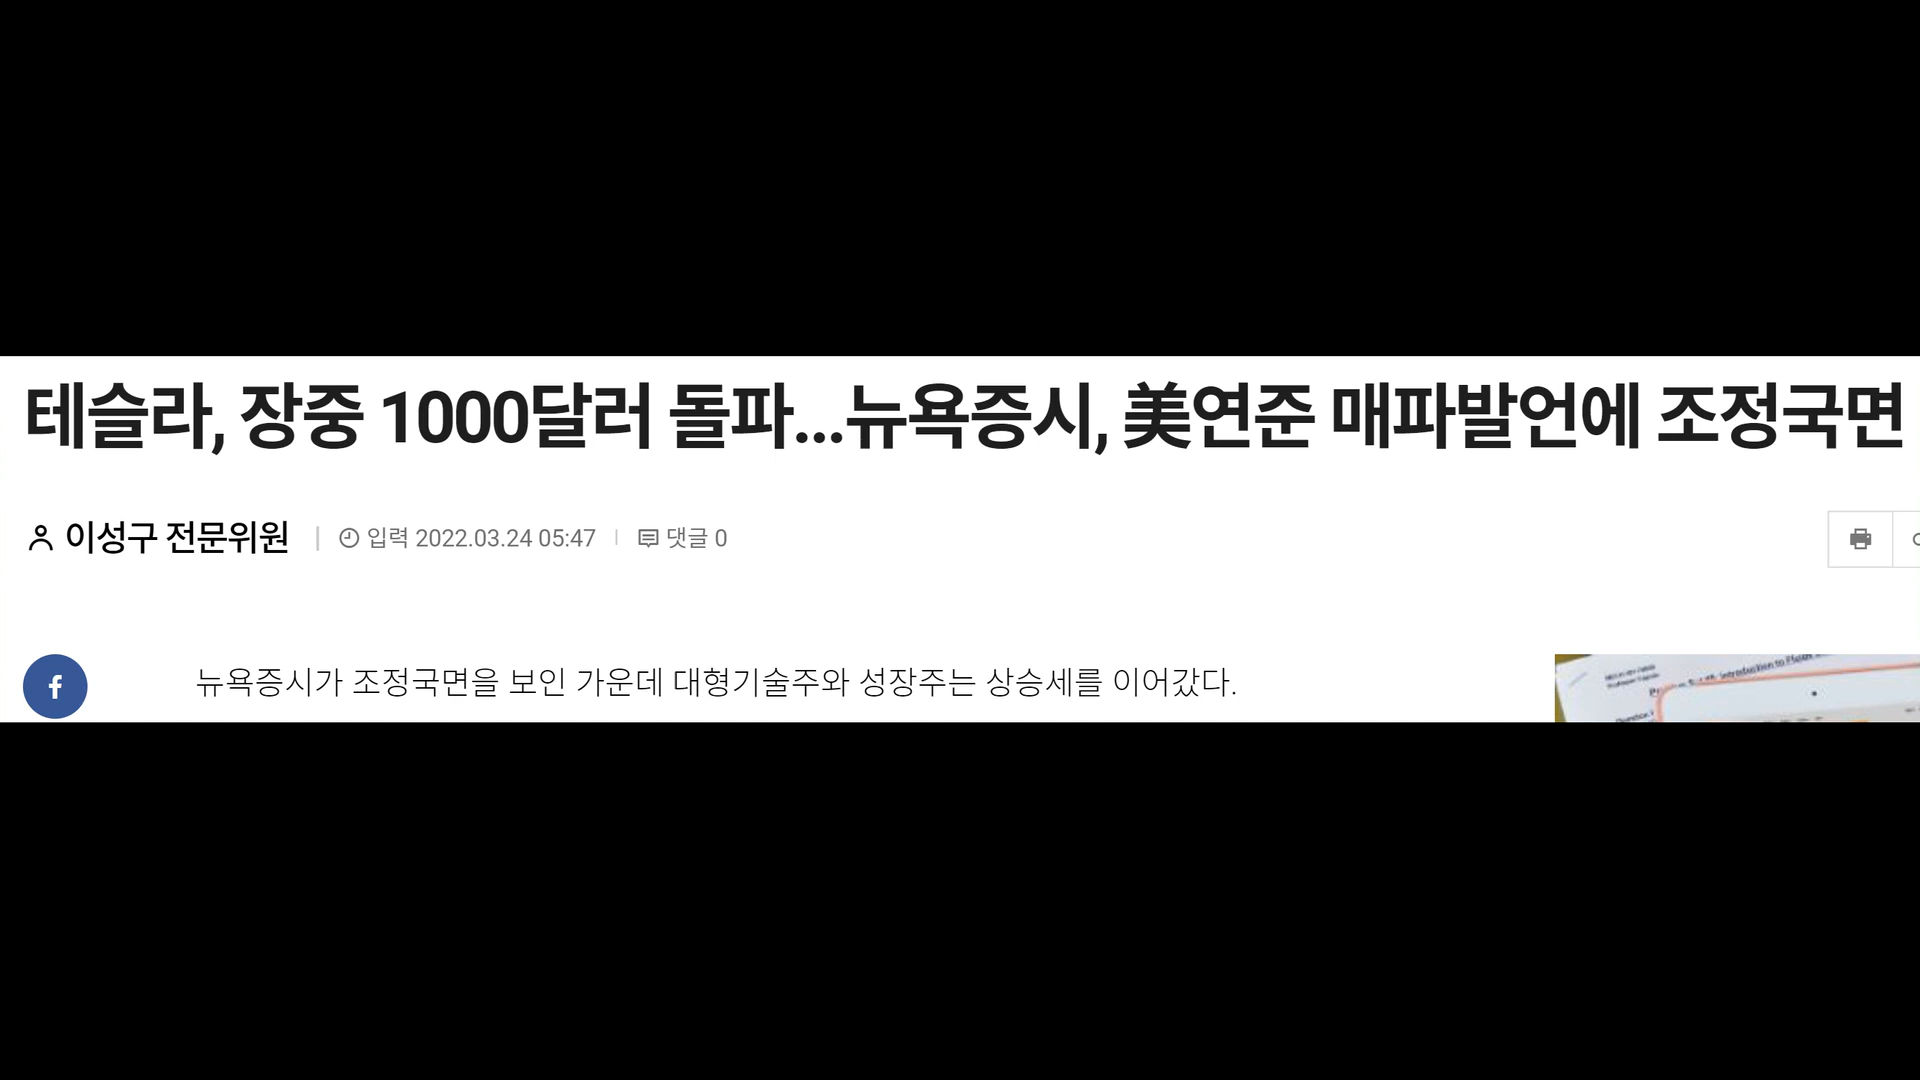 테슬라, 장중 1000달러 돌파...뉴욕증시, 美연준 매파발언에 조정국면
이성구 전문위원 | 입력 2022.03.24 05:47 | 댓글 0
f
뉴욕증시가 조정국면을 보인 가운데 대형기술주와 성장주는 상승세를 이어갔다.